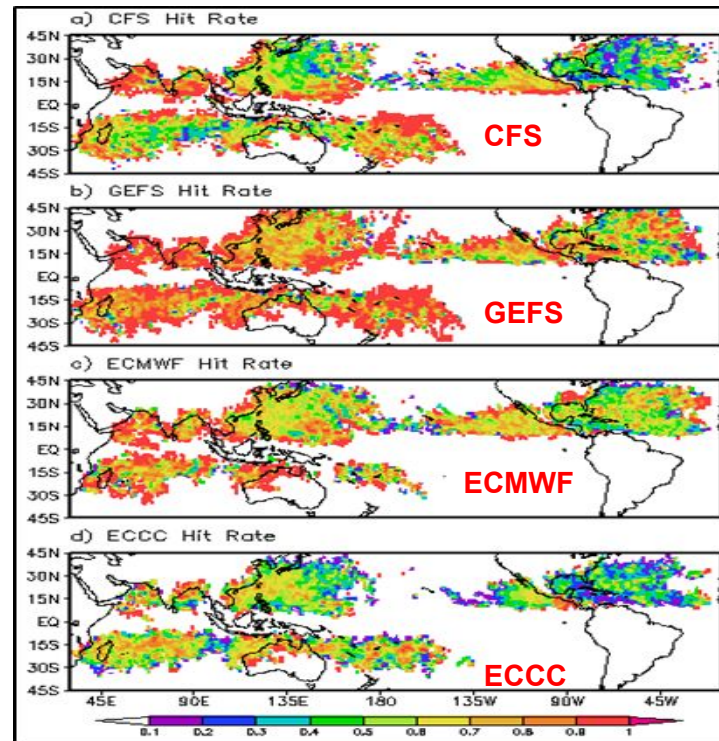 a) CFS Hit Rate
45N
30N
15N
EQ
15S
30S
45S
CFS
b) GEFS Hit Rate
45N
30N
15N
EQ
15S
30S
45S
GEFS
c) ECMWF Hit Rate
45N
30N
15N
EQ
15S
30S
45S
ECMWF
d) ECCC Hit Rate
45N
30N
15N
EQ
15S
30S
45S
ECCC
45E 90E 135E 180 135W 90W 45W
0.1 0.2 0.3 0.4 0.5 0.6 0.7 0.8 0.9 1